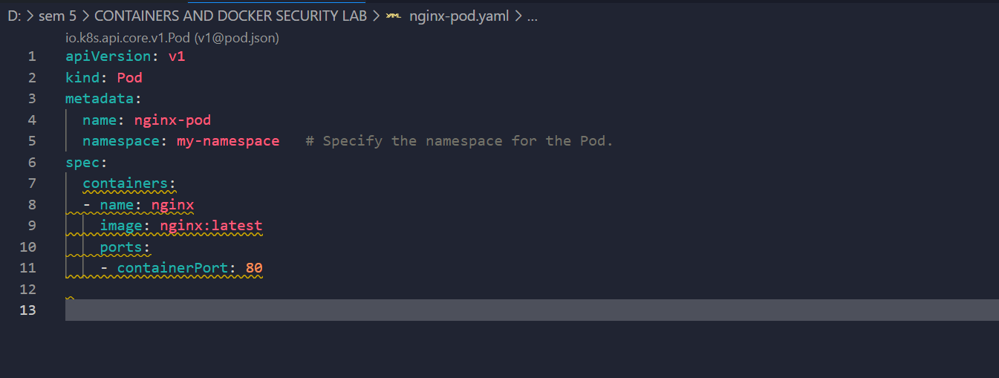 D: > sem 5 > CONTAINERS AND DOCKER SECURITY LAB > YAML nginx-pod.yaml > ...
io.k8s.api.core.v1.Pod (v1@pod.json)
1 apiVersion: v1
2 kind: Pod
3 metadata:
4   name: nginx-pod
5   namespace: my-namespace   # Specify the namespace for the Pod.
6 spec:
7   containers:
8   - name: nginx
9     image: nginx:latest
10     ports:
11     - containerPort: 80
12
13